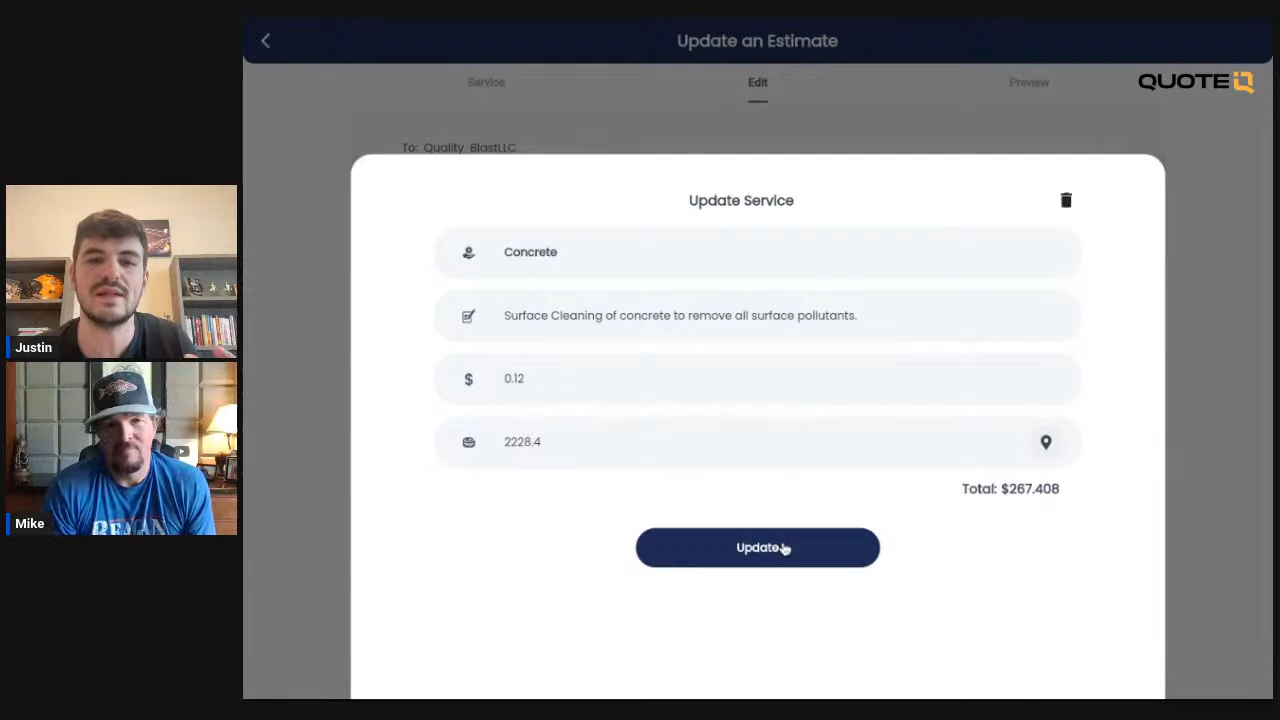 Update an Estimate
Service
Edit
Preview
QUOTE
To: Quality BlastLLC
Update Service
Concrete
Surface Cleaning of concrete to remove all surface pollutants.
$
0.12
2228.4
Total: $267.408
Update
Justin
Mike